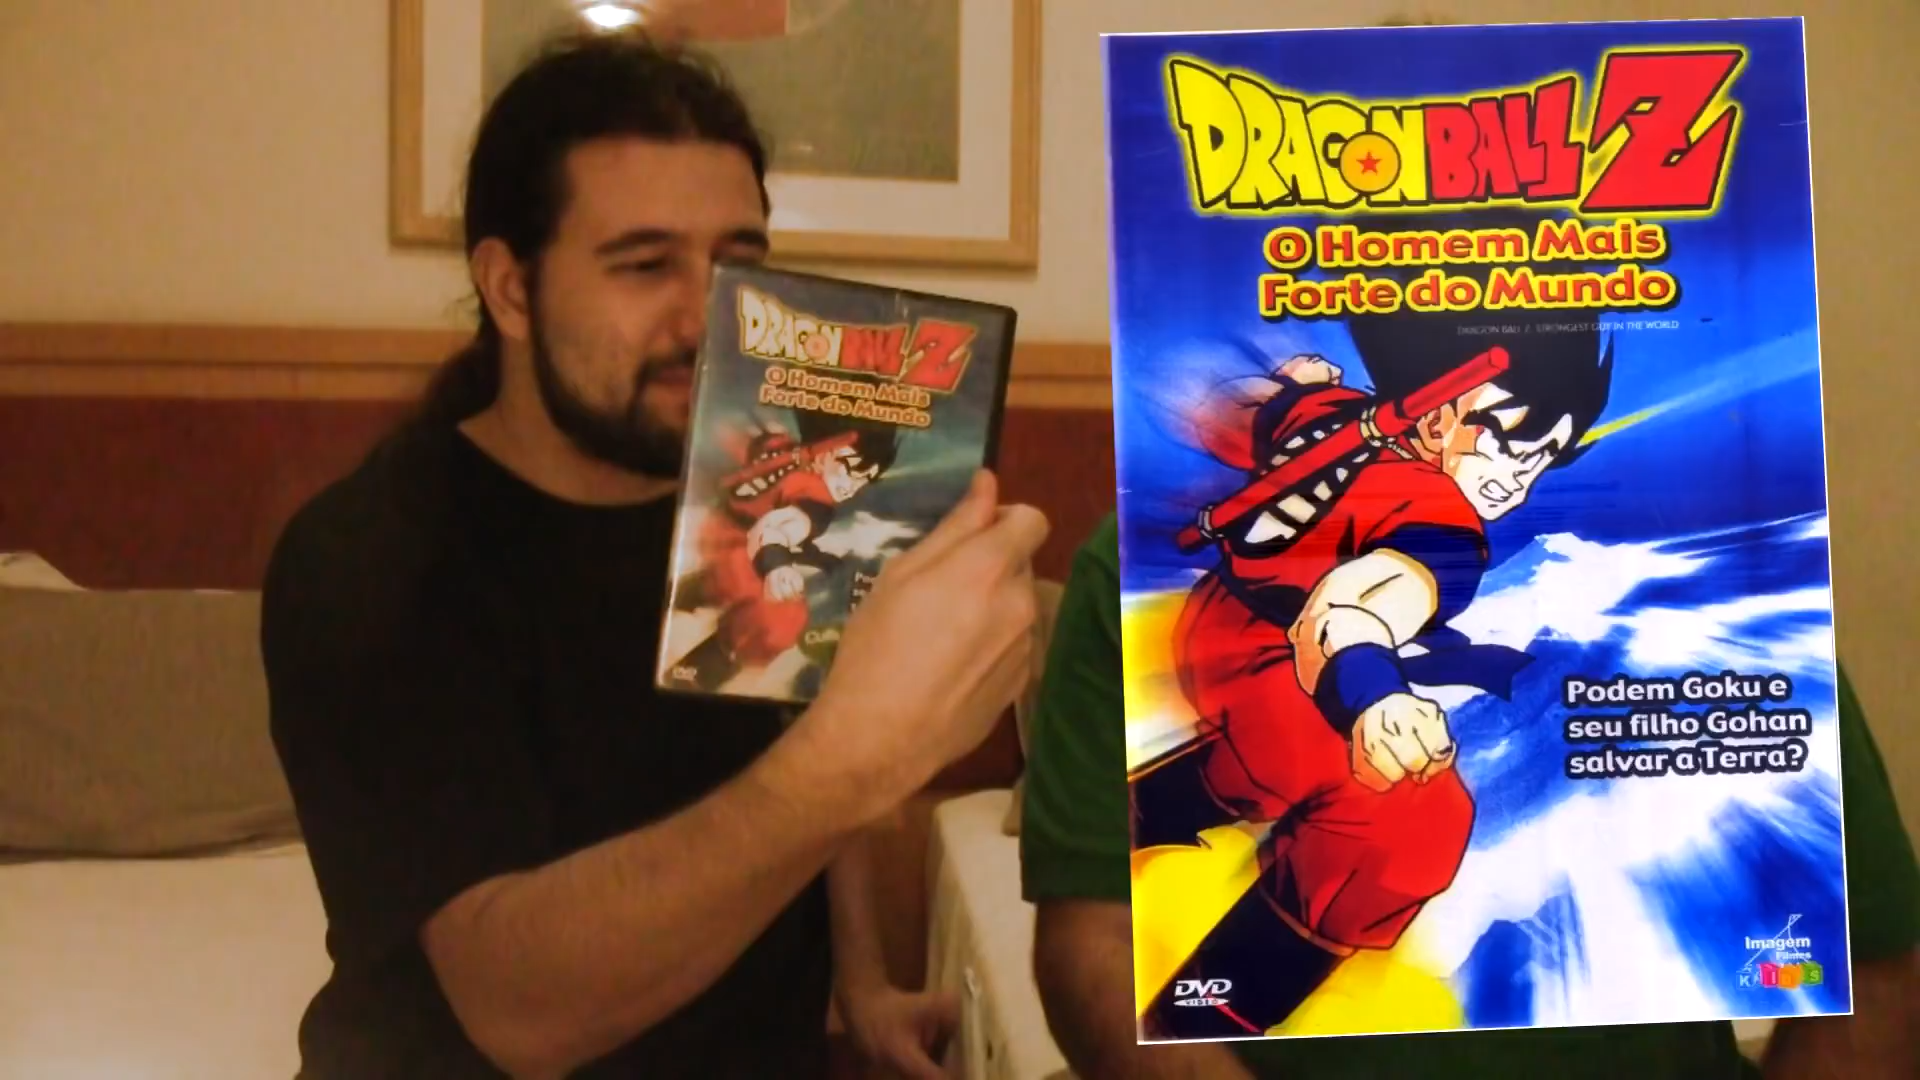 DRAGON BALL Z
O Homem Mais
Forte do Mundo
DVD
DRAGON BALL Z
O Homem Mais
Forte do Mundo
DRAGON BALL Z: STRONGEST GUY IN THE WORLD
Podem Goku e
seu filho Gohan
salvar a Terra?
DVD
VIDEO
Imagem
Filmes
KIDS